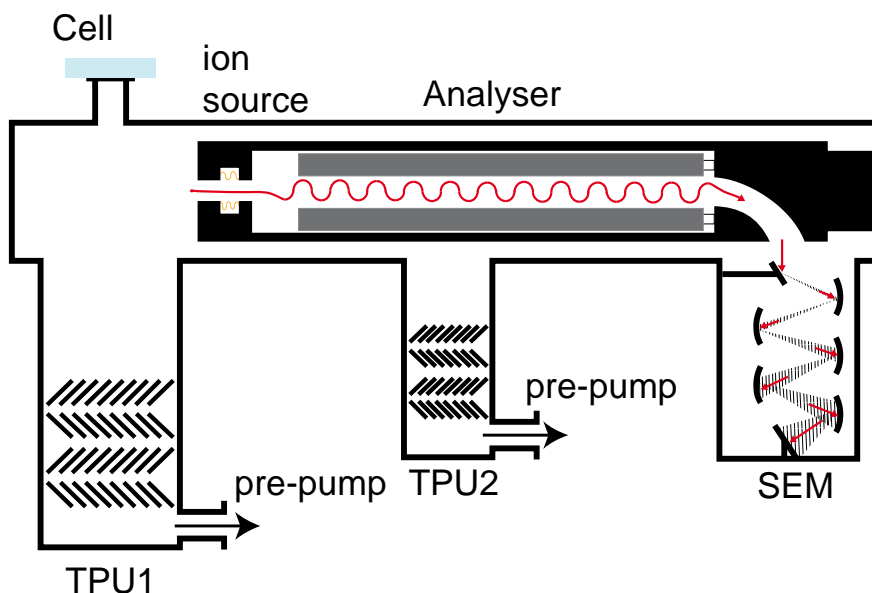 Cell
ion
source
Analyser
pre-pump
TPU2
SEM
pre-pump
TPU1